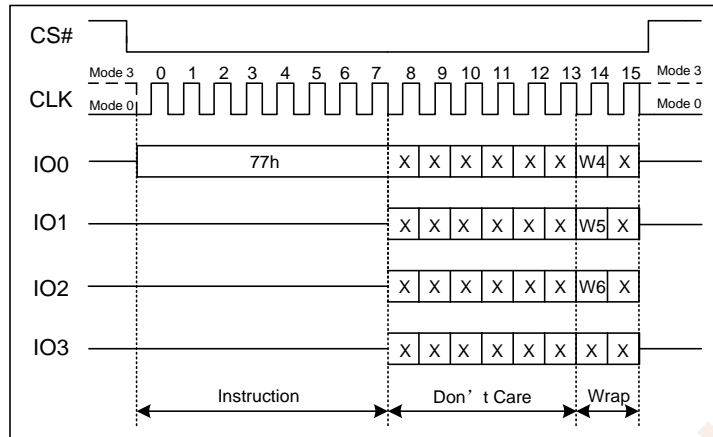 CS#
Mode 3 0 1 2 3 4 5 6 7 8 9 10 11 12 13 14 15 Mode 3
CLK
Mode 0 Mode 0
IO0 77h X X X X X X W4 X
IO1 X X X X X X W5 X
IO2 X X X X X X W6 X
IO3 X X X X X X X X
Instruction Don’t Care Wrap